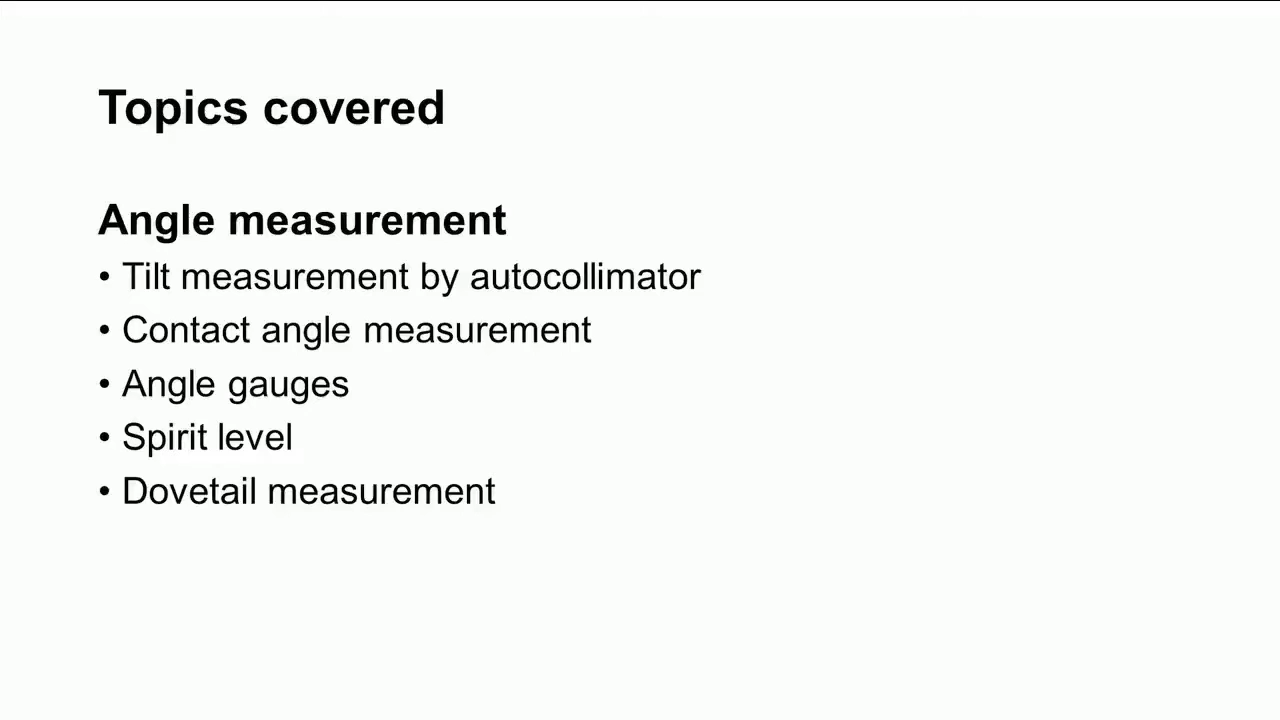 Topics covered
Angle measurement
• Tilt measurement by autocollimator
• Contact angle measurement
• Angle gauges
• Spirit level
• Dovetail measurement